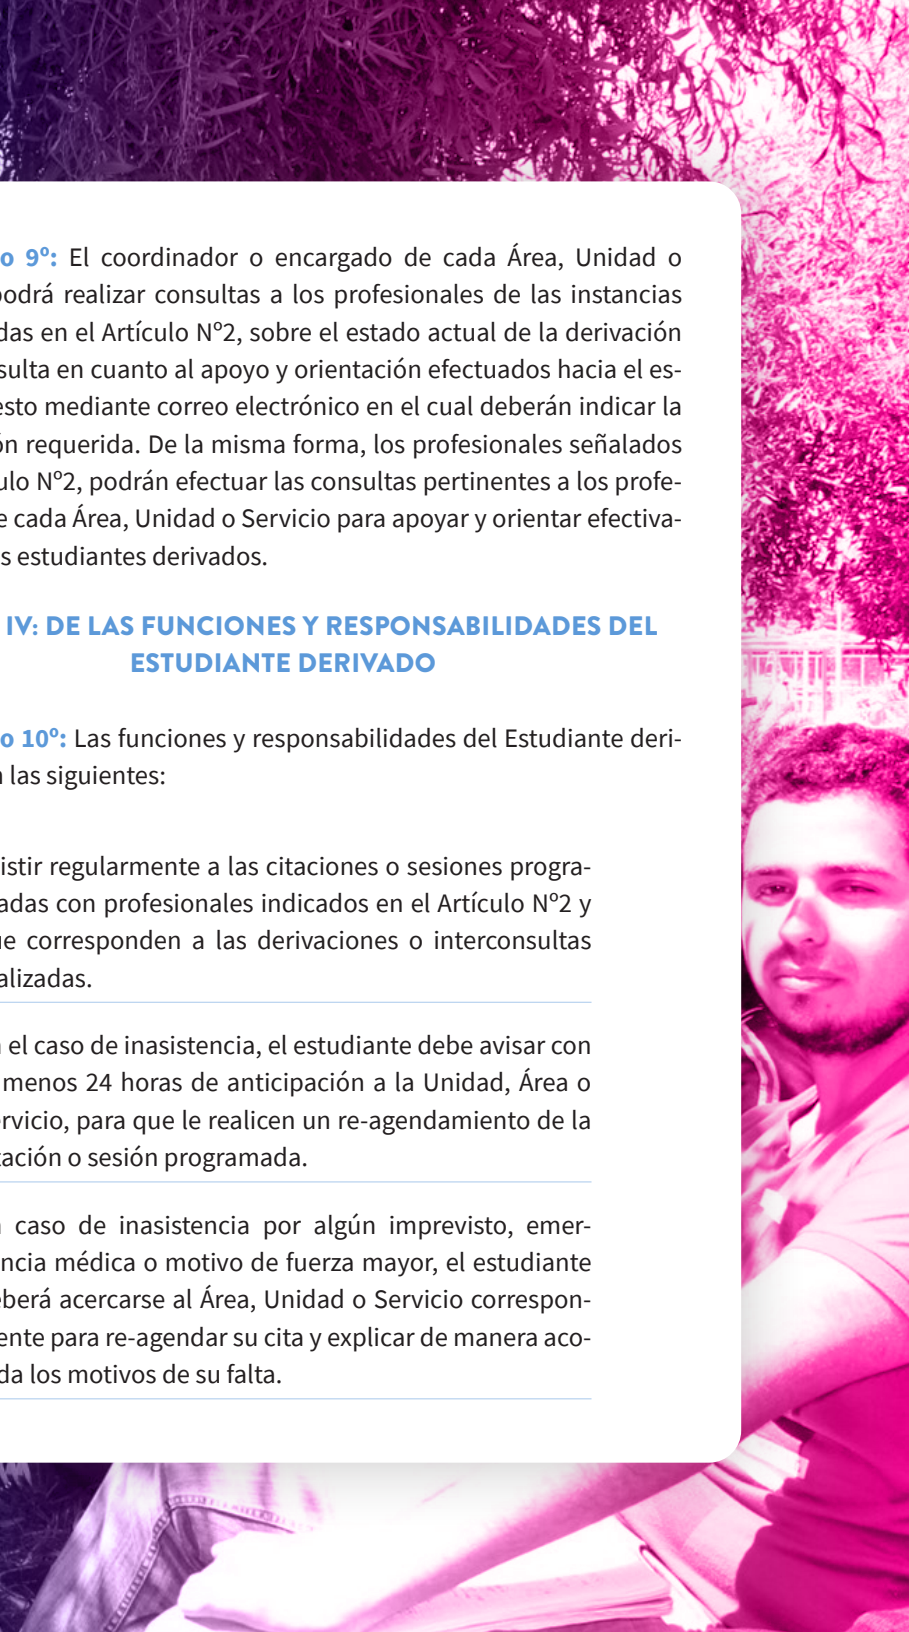 o 9º: El coordinador o encargado de cada Área, Unidad o
podrá realizar consultas a los profesionales de las instancias
das en el Artículo Nº2, sobre el estado actual de la derivación
sulta en cuanto al apoyo y orientación efectuados hacia el es-
esto mediante correo electrónico en el cual deberán indicar la
ón requerida. De la misma forma, los profesionales señalados
ulo Nº2, podrán efectuar las consultas pertinentes a los profe-
e cada Área, Unidad o Servicio para apoyar y orientar efectiva-
s estudiantes derivados.
IV: DE LAS FUNCIONES Y RESPONSABILIDADES DEL
ESTUDIANTE DERIVADO
o 10º: Las funciones y responsabilidades del Estudiante deri-
n las siguientes:
istir regularmente a las citaciones o sesiones progra-
adas con profesionales indicados en el Artículo Nº2 y
ue corresponden a las derivaciones o interconsultas
alizadas.
n el caso de inasistencia, el estudiante debe avisar con
menos 24 horas de anticipación a la Unidad, Área o
ervicio, para que le realicen un re-agendamiento de la
tación o sesión programada.
n caso de inasistencia por algún imprevisto, emer-
ncia médica o motivo de fuerza mayor, el estudiante
eberá acercarse al Área, Unidad o Servicio correspon-
ente para re-agendar su cita y explicar de manera aco-
da los motivos de su falta.